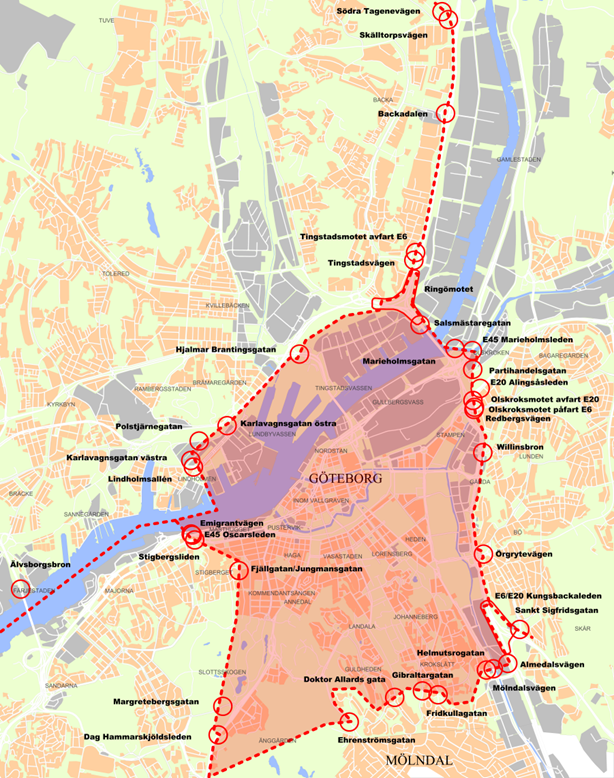 Södra Tagenevägen
TUVE
Skälltorpsvägen
BACKA
Backadalen
GAMLESTADEN
Tingstadsmotet avfart E6
Tingstadsvägen
TOLERED
Ringömotet
KVILLEBÄCKEN
Salsmästaregatan
E45 Marieholmsleden
Hjalmar Brantingsgatan
Marieholmsgatan
BAGAREGÅRDEN
Partihandelsgatan
BRÄMAREGÅRDEN
TINGSTADSVASSEN
E20 Alingsåsleden
RAMBERGSSTADEN
GULLBERGSVASS
Olskroksmotet avfart E20
KYRKBYN
Olskroksmotet påfart E6
Redbergsvägen
Polstjärnegatan
Karlavagnsgatan östra
LUNDBYVASSEN
STAMPEN
NORDSTAN
Willinsbron
LUNDEN
Karlavagnsgatan västra
Lindholmsallén
LINDHOLMEN
GÖTEBORG
GÅRDA
BRÄCKE
INOM VALLGRAVEN
SANNEGÅRDEN
Emigrantvägen
PUSTERVIK
E45 Oscarsleden
HEDEN
BÖ
Stigbergsliden
HAGA
VASASTADEN
LORENSBERG
Örgrytevägen
Älvsborgsbron
STIGBERGET
Fjällgatan/Jungmansgatan
FÄRJESTADEN
MAJORNA
KOMMENDANTSÄNGEN
ANNEDAL
E6/E20 Kungsbackaleden
Sankt Sigfridsgatan
JOHANNEBERG
LANDALA
SKÅR
Helmutsrogatan
SLOTTSSKOGEN
GULDHEDEN
KROKSLÄTT
Almedalsvägen
Doktor Allards gata
Gibraltargatan
SANDARNA
Mölndalsvägen
Margretebergsgatan
Fridkullagatan
Dag Hammarskjöldsleden
ÄNGGÅRDEN
Ehrenströmsgatan
MÖLNDAL